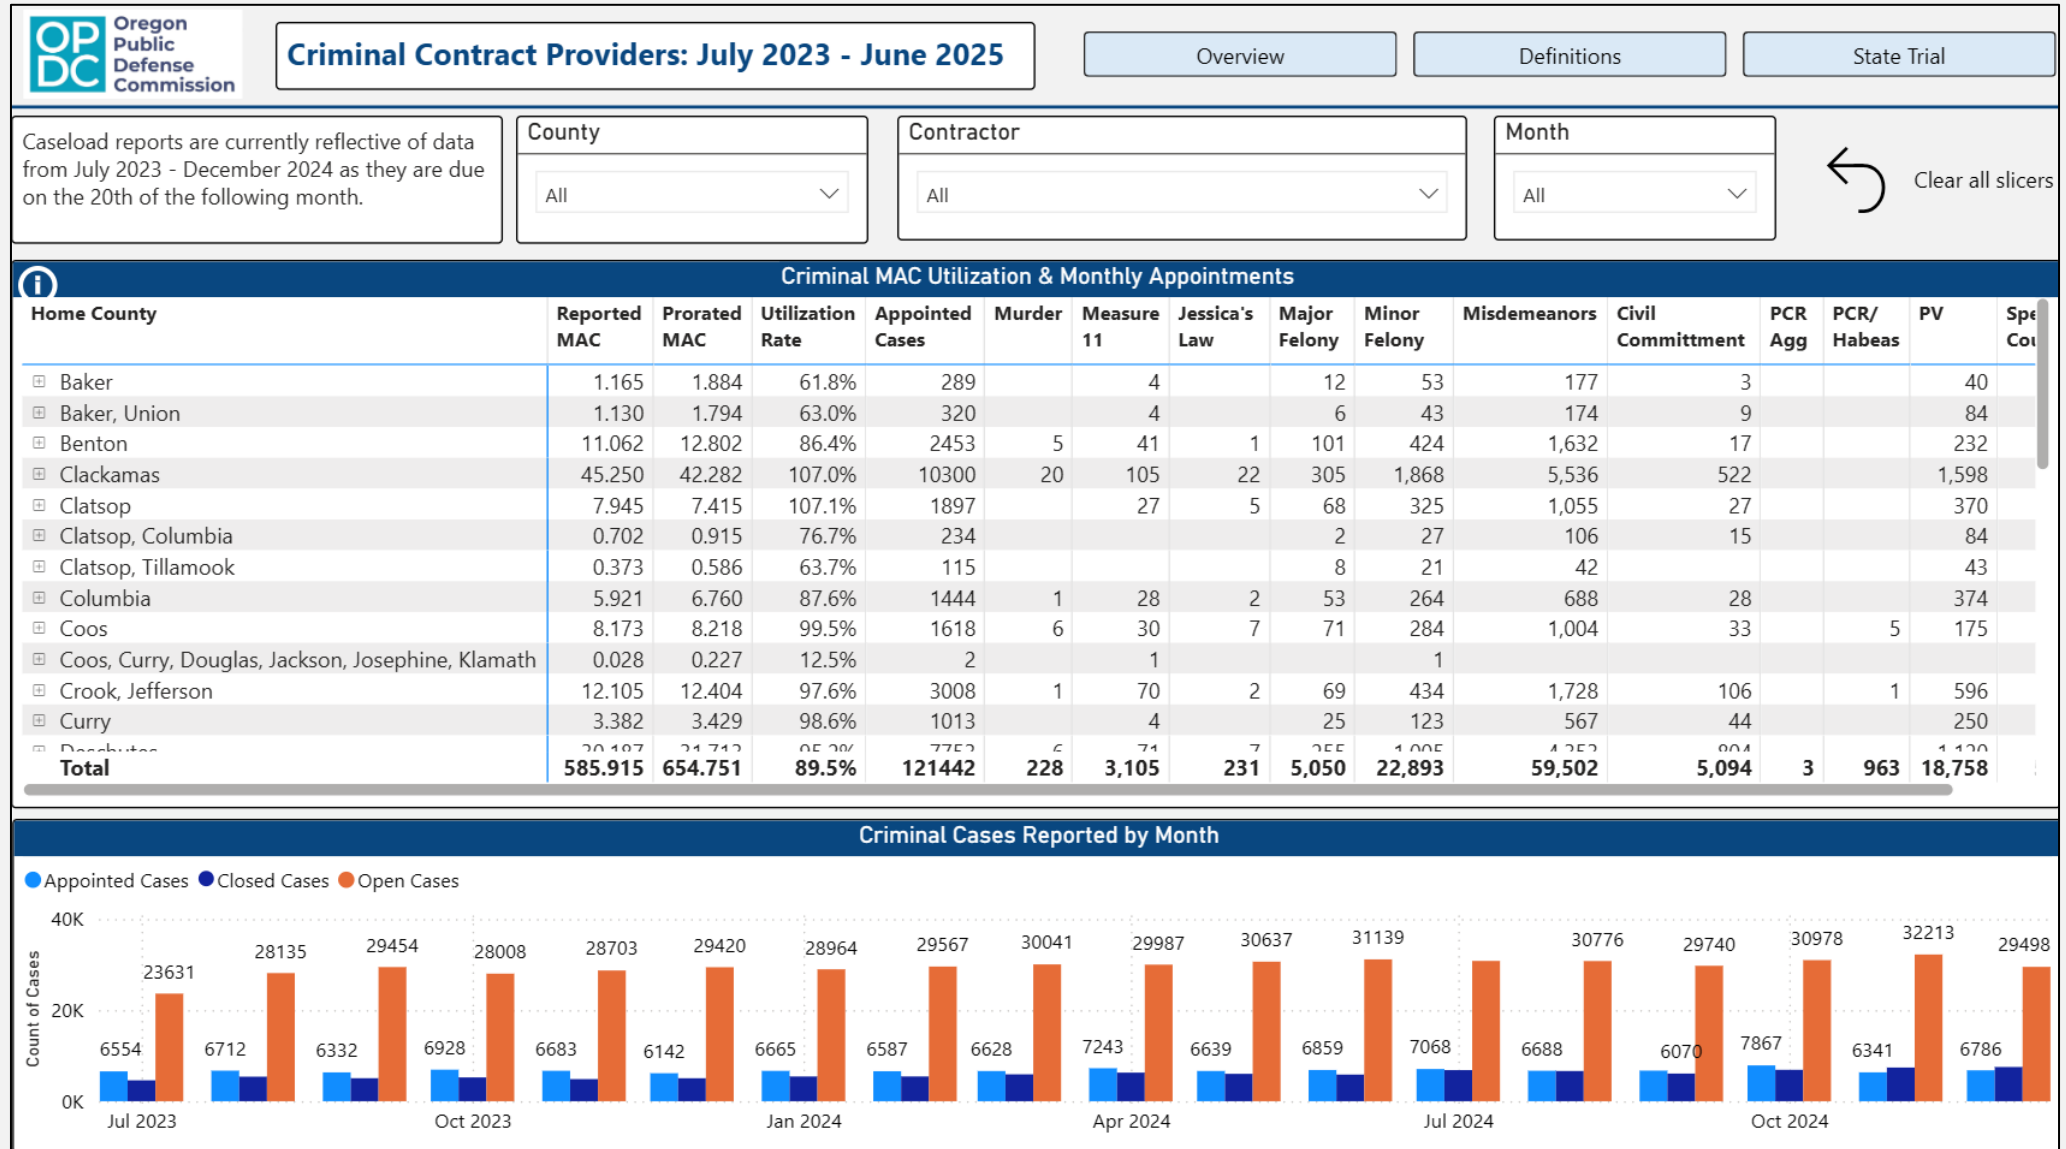 Oregon
Public
Defense
Commission
OP
DC
Criminal Contract Providers: July 2023 - June 2025
Overview
Definitions
State Trial
Caseload reports are currently reflective of data
from July 2023 - December 2024 as they are due
on the 20th of the following month.
County
All
Contractor
All
Month
All
Clear all slicers
Criminal MAC Utilization & Monthly Appointments
Home County Reported MAC Prorated MAC Utilization Rate Appointed Cases Murder Measure 11 Jessica's Law Major Felony Minor Felony Misdemeanors Civil Committment PCR Agg PCR/ Habeas PV
Baker 1.165 1.884 61.8% 289 4 12 53 177 3 40
Baker, Union 1.130 1.794 63.0% 320 4 6 43 174 9 84
Benton 11.062 12.802 86.4% 2453 5 41 1 101 424 1,632 17 232
Clackamas 45.250 42.282 107.0% 10300 20 105 22 305 1,868 5,536 522 1,598
Clatsop 7.945 7.415 107.1% 1897 27 5 68 325 1,055 27 370
Clatsop, Columbia 0.702 0.915 76.7% 234 2 27 106 15 84
Clatsop, Tillamook 0.373 0.586 63.7% 115 8 21 42 43
Columbia 5.921 6.760 87.6% 1444 1 28 2 53 264 688 28 374
Coos 8.173 8.218 99.5% 1618 6 30 7 71 284 1,004 33 5 175
Coos, Curry, Douglas, Jackson, Josephine, Klamath 0.028 0.227 12.5% 2 1 1
Crook, Jefferson 12.105 12.404 97.6% 3008 1 70 2 69 434 1,728 106 1 596
Curry 3.382 3.429 98.6% 1013 4 25 123 567 44 250
Total 585.915 654.751 89.5% 121442 228 3,105 231 5,050 22,893 59,502 5,094 3 963 18,758
Criminal Cases Reported by Month
Appointed Cases Closed Cases Open Cases
Count of Cases
40K
20K
0K
23631 28135 29454 28008 28703 29420 28964 29567 30041 29987 30637 31139 30776 29740 30978 32213 29498
6554 6712 6332 6928 6683 6142 6665 6587 6628 7243 6639 6859 7068 6688 6070 7867 6341 6786
Jul 2023 Oct 2023 Jan 2024 Apr 2024 Jul 2024 Oct 2024